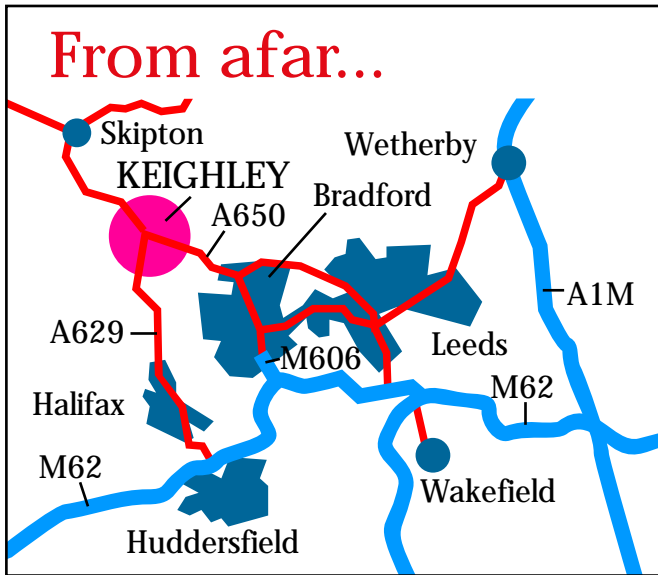 From afar...
Skipton
Wetherby
KEIGHLEY
Bradford
A650
A1M
A629
Leeds
M606
Halifax
M62
M62
Wakefield
Huddersfield